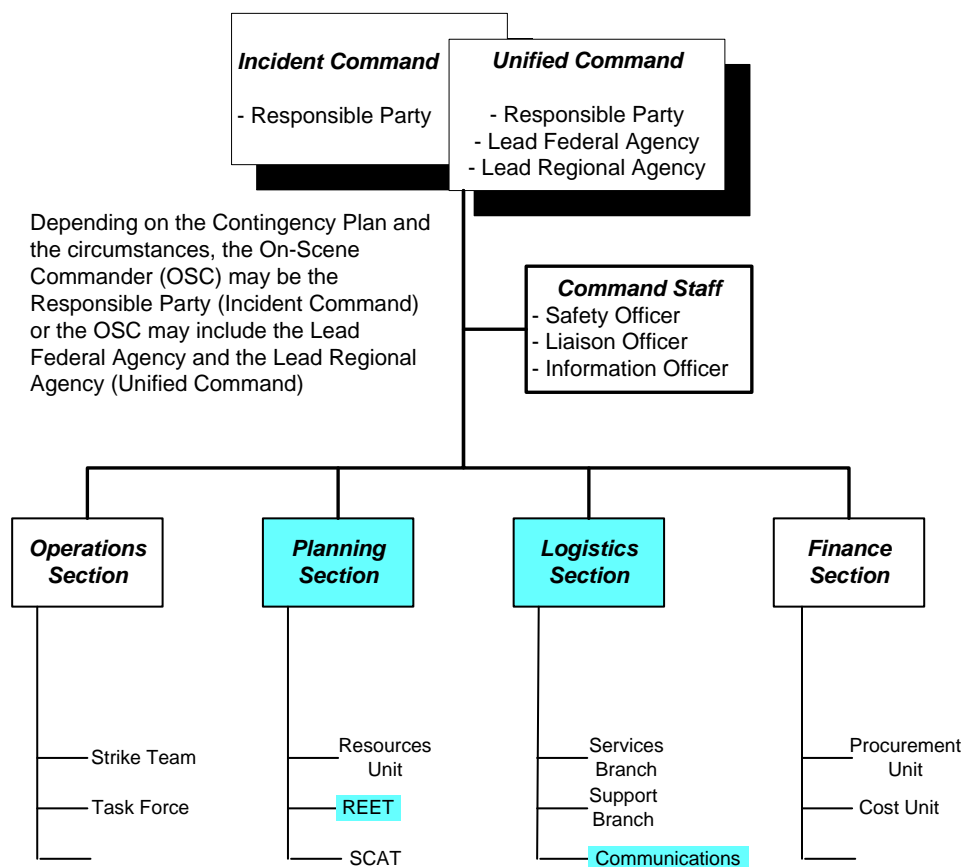 Incident Command
- Responsible Party
Unified Command
- Responsible Party
- Lead Federal Agency
- Lead Regional Agency
Depending on the Contingency Plan and
the circumstances, the On-Scene
Commander (OSC) may be the
Responsible Party (Incident Command)
or the OSC may include the Lead
Federal Agency and the Lead Regional
Agency (Unified Command)
Command Staff
- Safety Officer
- Liaison Officer
- Information Officer
Operations
Section
Planning
Section
Logistics
Section
Finance
Section
Strike Team
Task Force
Resources
Unit
REET
SCAT
Services
Branch
Support
Branch
Communications
Procurement
Unit
Cost Unit